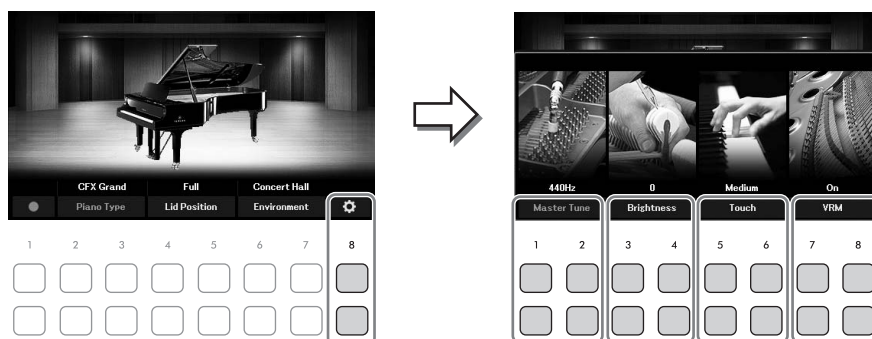 CFX Grand Full Concert Hall
Piano Type Lid Position Environment
1 2 3 4 5 6 7 8
440Hz 0 Medium On
Master Tune Brightness Touch VRM
1 2 3 4 5 6 7 8